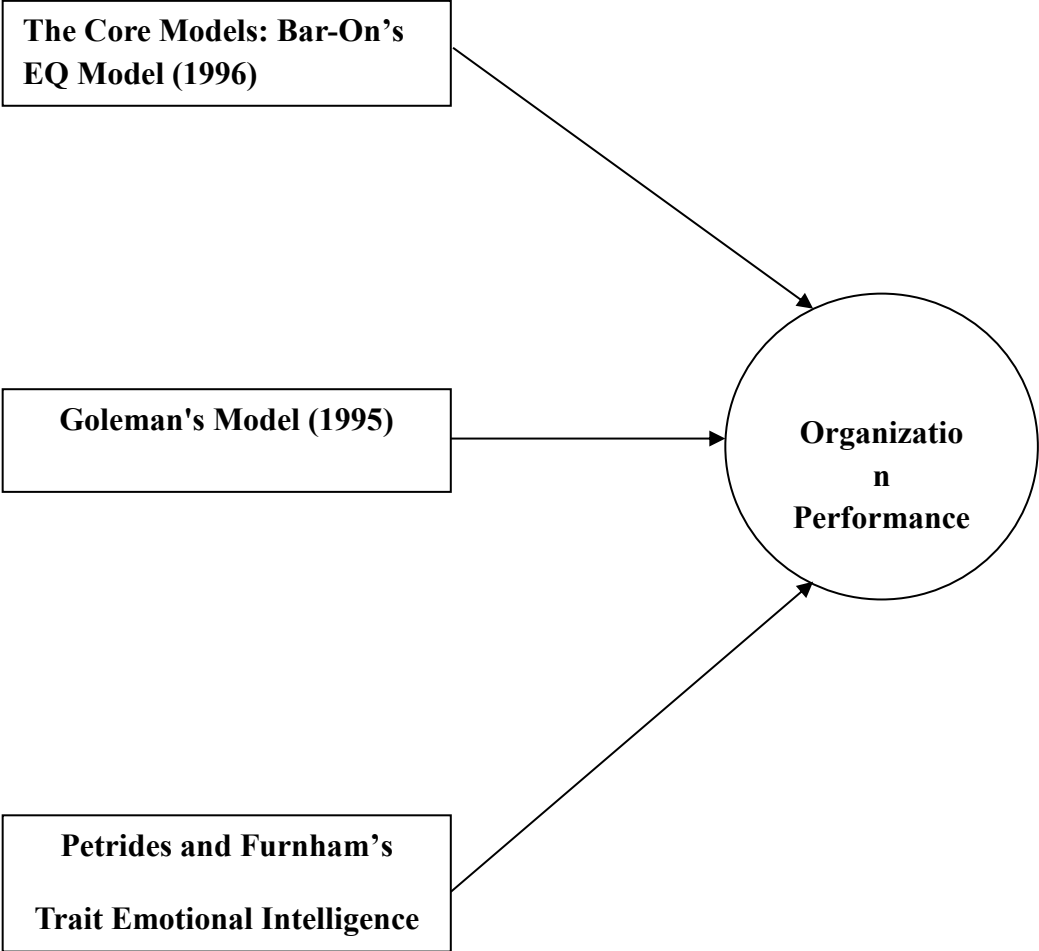 The Core Models: Bar-On’s
EQ Model (1996)
Goleman's Model (1995)
Organizatio
n
Performance
Petrides and Furnham’s
Trait Emotional Intelligence